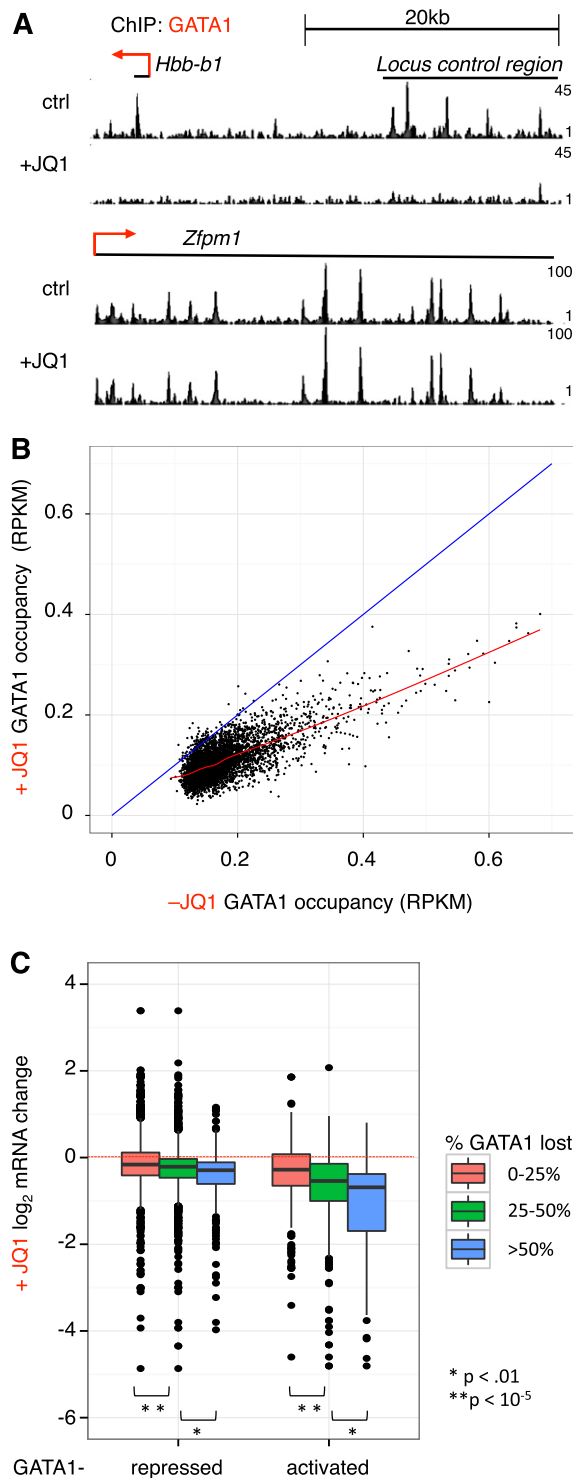 A
ChIP: GATA1
20kb
Hbb-b1
Locus control region
ctrl
45
1
+JQ1
45
1
Zfpm1
ctrl
100
1
+JQ1
100
1
B
+ JQ1 GATA1 occupancy (RPKM)
0.6
0.4
0.2
0
0 0.2 0.4 0.6
–JQ1 GATA1 occupancy (RPKM)
C
+ JQ1 log2 mRNA change
4
2
0
-2
-4
-6
% GATA1 lost
0-25%
25-50%
>50%
* p < .01
**p < 10-5
* *
*
* *
*
GATA1- repressed activated